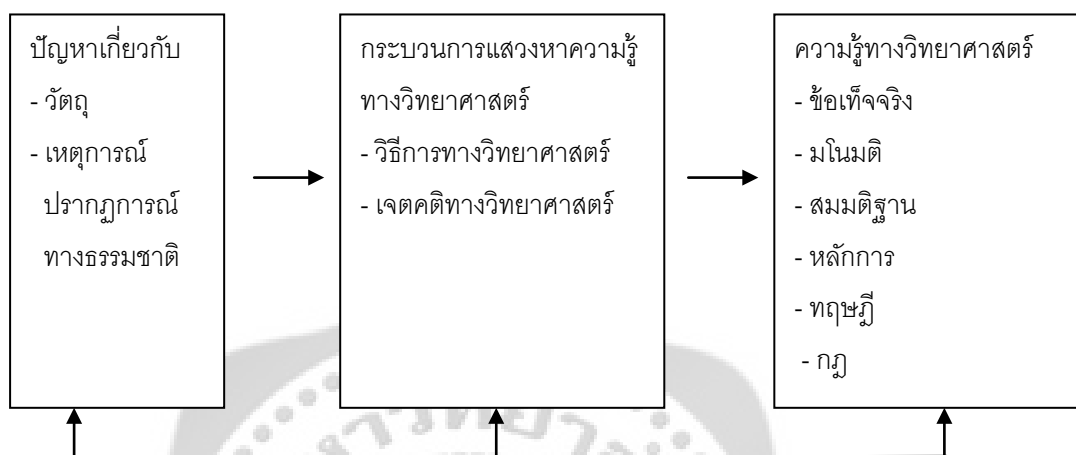 ปัญหาเกี่ยวกับ
- วัตถุ
- เหตุการณ์
ปรากฏการณ์
ทางธรรมชาติ
กระบวนการแสวงหาความรู้
ทางวิทยาศาสตร์
- วิธีการทางวิทยาศาสตร์
- เจตคติทางวิทยาศาสตร์
ความรู้ทางวิทยาศาสตร์
- ข้อเท็จจริง
- มโนมติ
- สมมติฐาน
- หลักการ
- ทฤษฎี
- กฎ